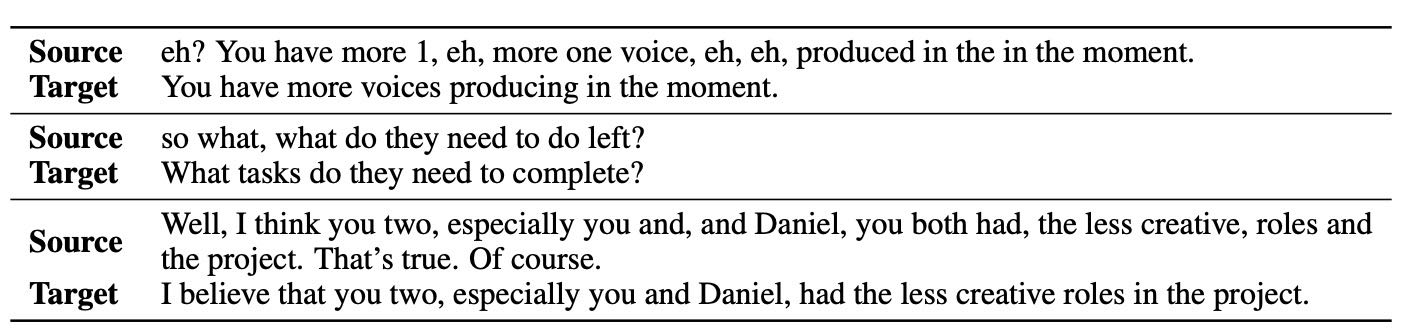 Source eh? You have more 1, eh, more one voice, eh, eh, produced in the in the moment.
Target You have more voices producing in the moment.
Source so what, what do they need to do left?
Target What tasks do they need to complete?
Source Well, I think you two, especially you and, and Daniel, you both had, the less creative, roles and
the project. That’s true. Of course.
Target I believe that you two, especially you and Daniel, had the less creative roles in the project.